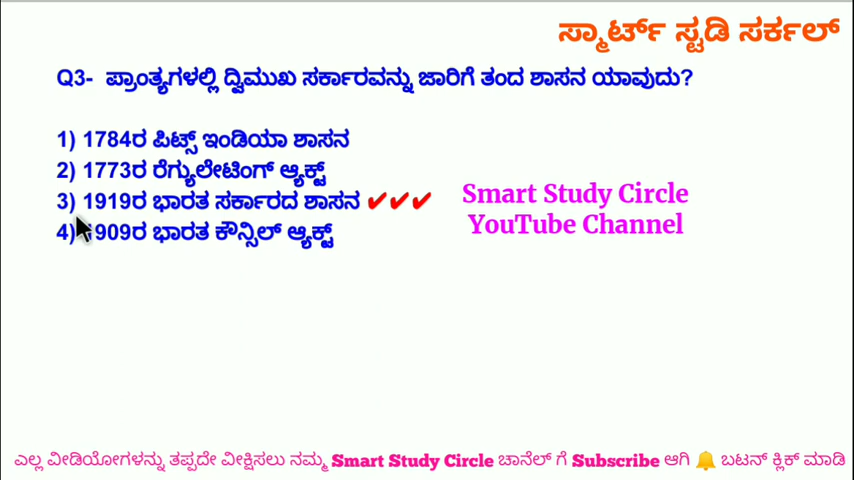 ಸ್ಮಾರ್ಟ್ ಸ್ಟಡಿ ಸರ್ಕಲ್
Q3- ಪ್ರಾಂತ್ಯಗಳಲ್ಲಿ ದ್ವಿಮುಖ ಸರ್ಕಾರವನ್ನು ಜಾರಿಗೆ ತಂದ ಶಾಸನ ಯಾವುದು?
1) 1784ರ ಪಿಟ್ಸ್ ಇಂಡಿಯಾ ಶಾಸನ
2) 1773ರ ರೆಗ್ಯುಲೇಟಿಂಗ್ ಆ್ಯಕ್ಟ್
3) 1919ರ ಭಾರತ ಸರ್ಕಾರದ ಶಾಸನ ✔✔✔
4) 1909ರ ಭಾರತ ಕೌನ್ಸಿಲ್ ಆ್ಯಕ್ಟ್
Smart Study Circle
YouTube Channel
ಎಲ್ಲ ವೀಡಿಯೋಗಳನ್ನು ತಪ್ಪದೇ ವೀಕ್ಷಿಸಲು ನಮ್ಮ Smart Study Circle ಚಾನೆಲ್ ಗೆ Subscribe ಆಗಿ 🔔 ಬಟನ್ ಕ್ಲಿಕ್ ಮಾಡಿ